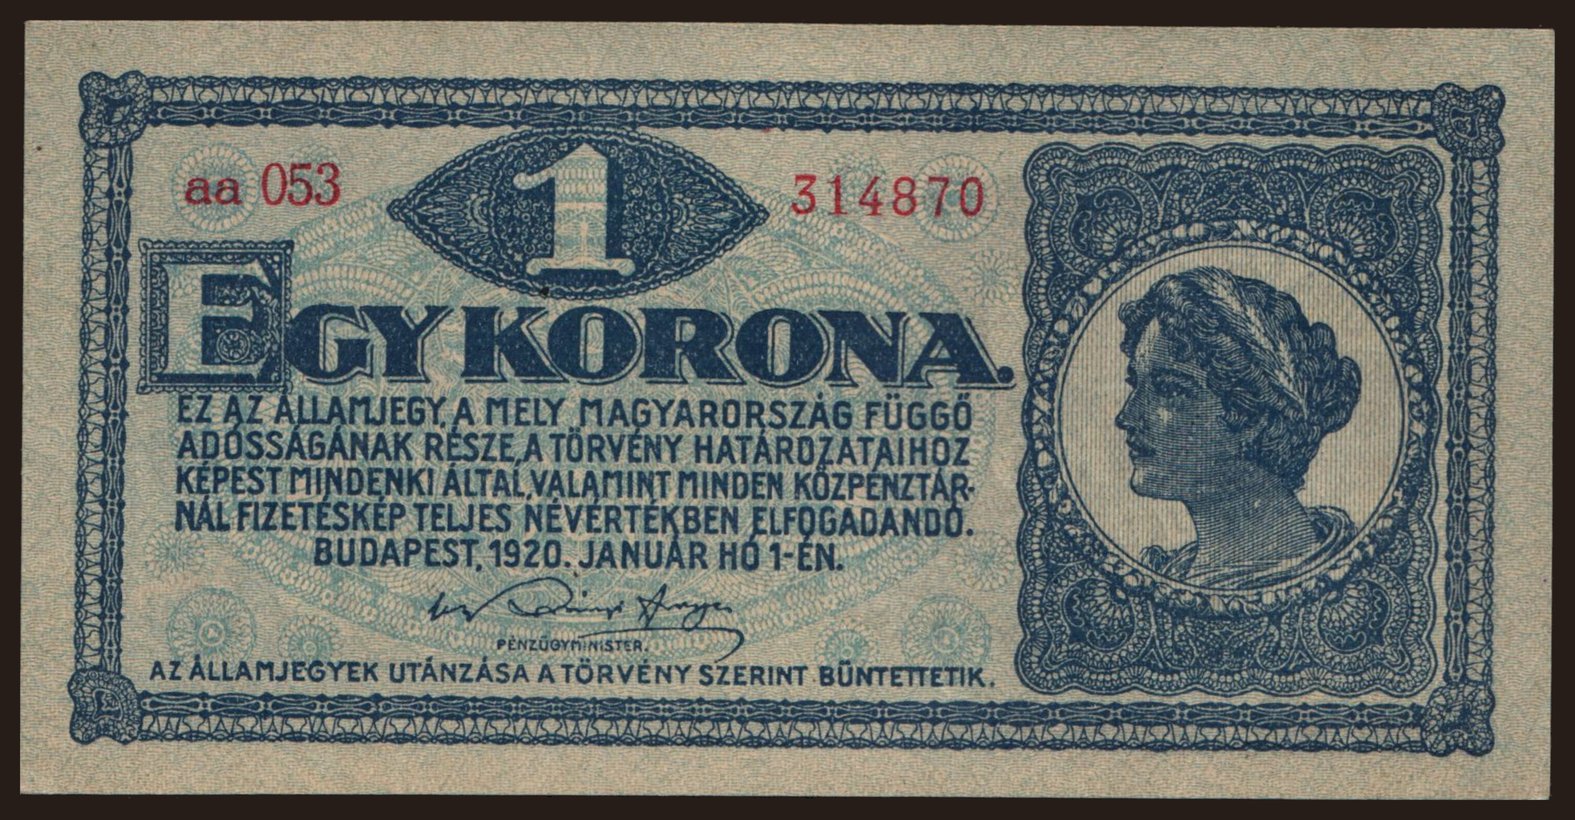 aa 053
1
314870
EGY KORONA.
EZ AZ ÁLLAMJEGY, A MELY MAGYARORSZÁG FÜGGŐ
ADÓSSÁGÁNAK RÉSZE, A TÖRVÉNY HATÁROZATAIHOZ
KÉPEST MINDENKI ÁLTAL, VALAMINT MINDEN KÖZPÉNZTÁR-
NÁL FIZETÉSKÉP TELJES NÉVÉRTÉKBEN ELFOGADANDÓ.
BUDAPEST, 1920. JANUÁR HÓ 1-ÉN.
PÉNZÜGYMINISTER.
AZ ÁLLAMJEGYEK UTÁNZÁSA A TÖRVÉNY SZERINT BÜNTETTETIK.